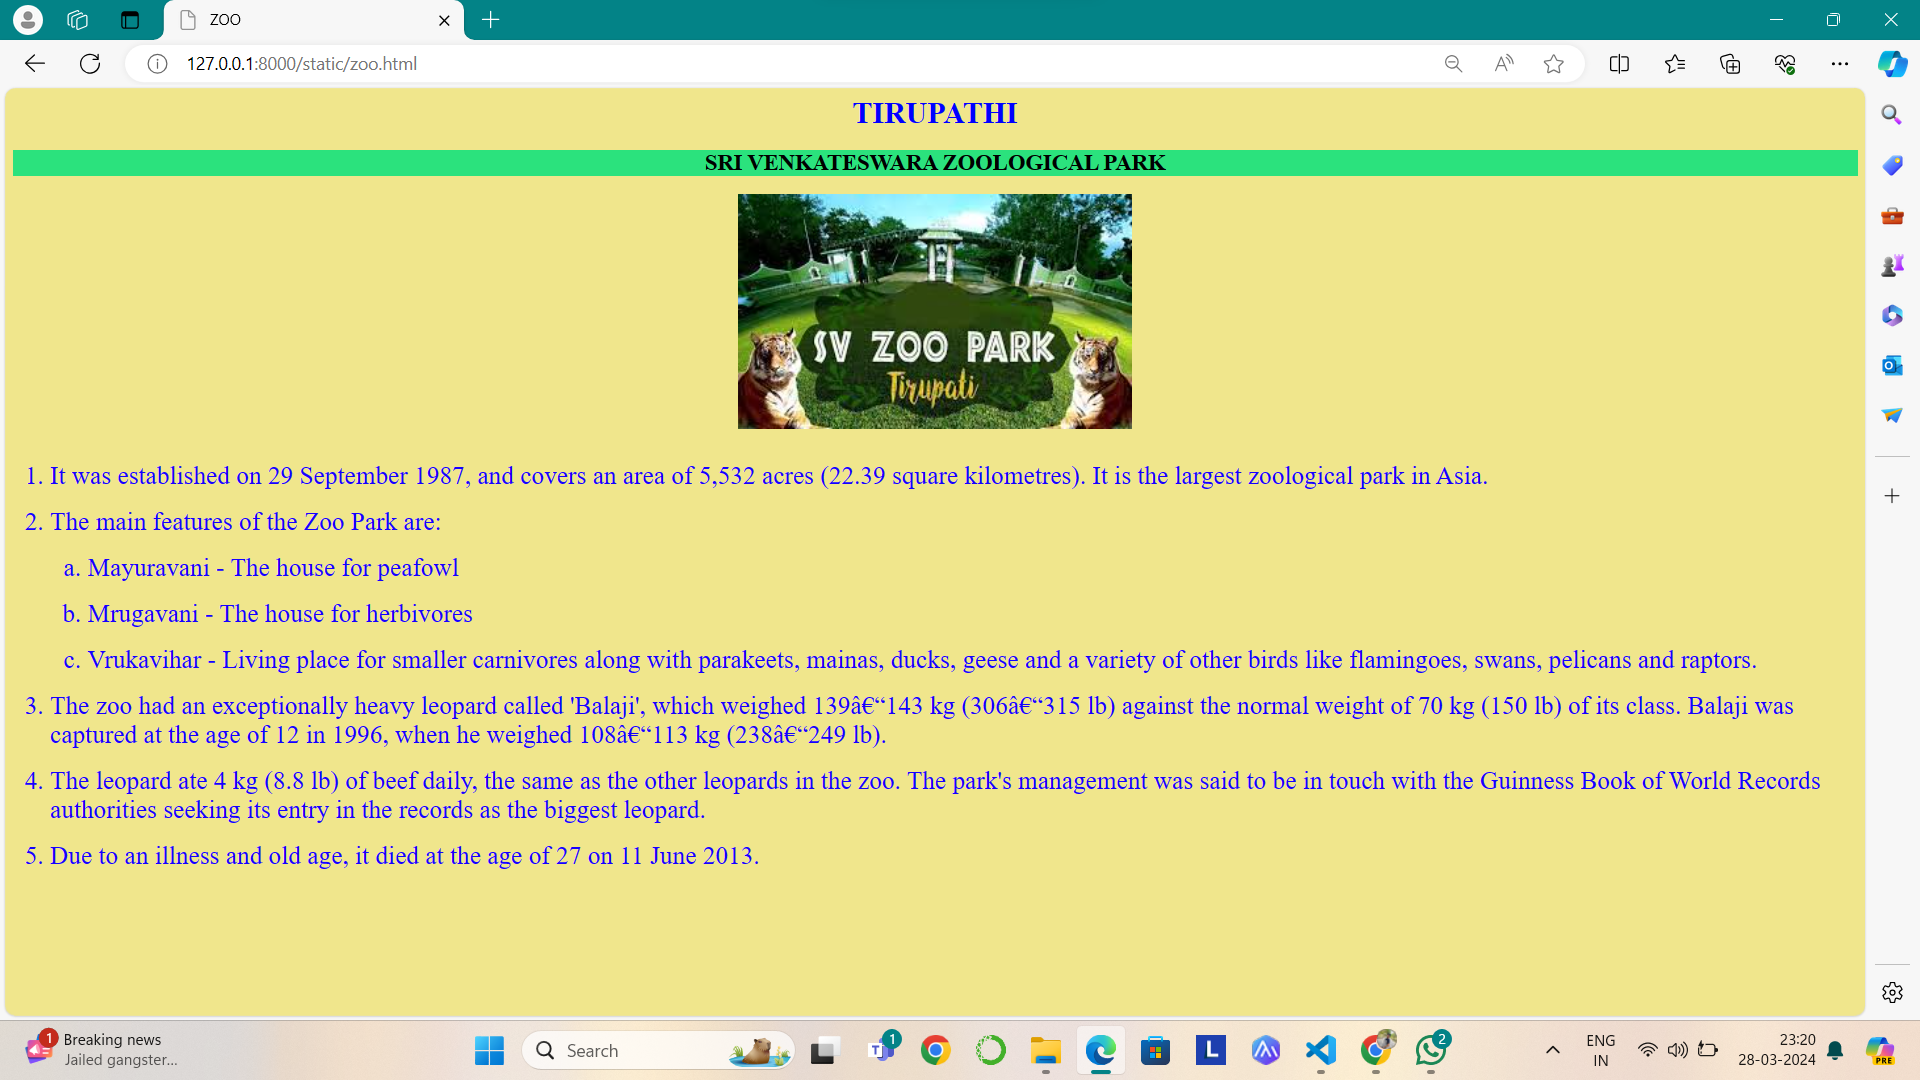 ZOO
127.0.0.1:8000/static/zoo.html
TIRUPATHI
SRI VENKATESWARA ZOOLOGICAL PARK
SV ZOO PARK
Tirupati
1. It was established on 29 September 1987, and covers an area of 5,532 acres (22.39 square kilometres). It is the largest zoological park in Asia.
2. The main features of the Zoo Park are:
a. Mayuravani - The house for peafowl
b. Mrugavani - The house for herbivores
c. Vrukavihar - Living place for smaller carnivores along with parakeets, mainas, ducks, geese and a variety of other birds like flamingoes, swans, pelicans and raptors.
3. The zoo had an exceptionally heavy leopard called 'Balaji', which weighed 139â€“143 kg (306â€“315 lb) against the normal weight of 70 kg (150 lb) of its class. Balaji was
captured at the age of 12 in 1996, when he weighed 108â€“113 kg (238â€“249 lb).
4. The leopard ate 4 kg (8.8 lb) of beef daily, the same as the other leopards in the zoo. The park's management was said to be in touch with the Guinness Book of World Records
authorities seeking its entry in the records as the biggest leopard.
5. Due to an illness and old age, it died at the age of 27 on 11 June 2013.
1
Breaking news
Jailed gangster...
Search
1
L
2
ENG
IN
23:20
28-03-2024
PRE